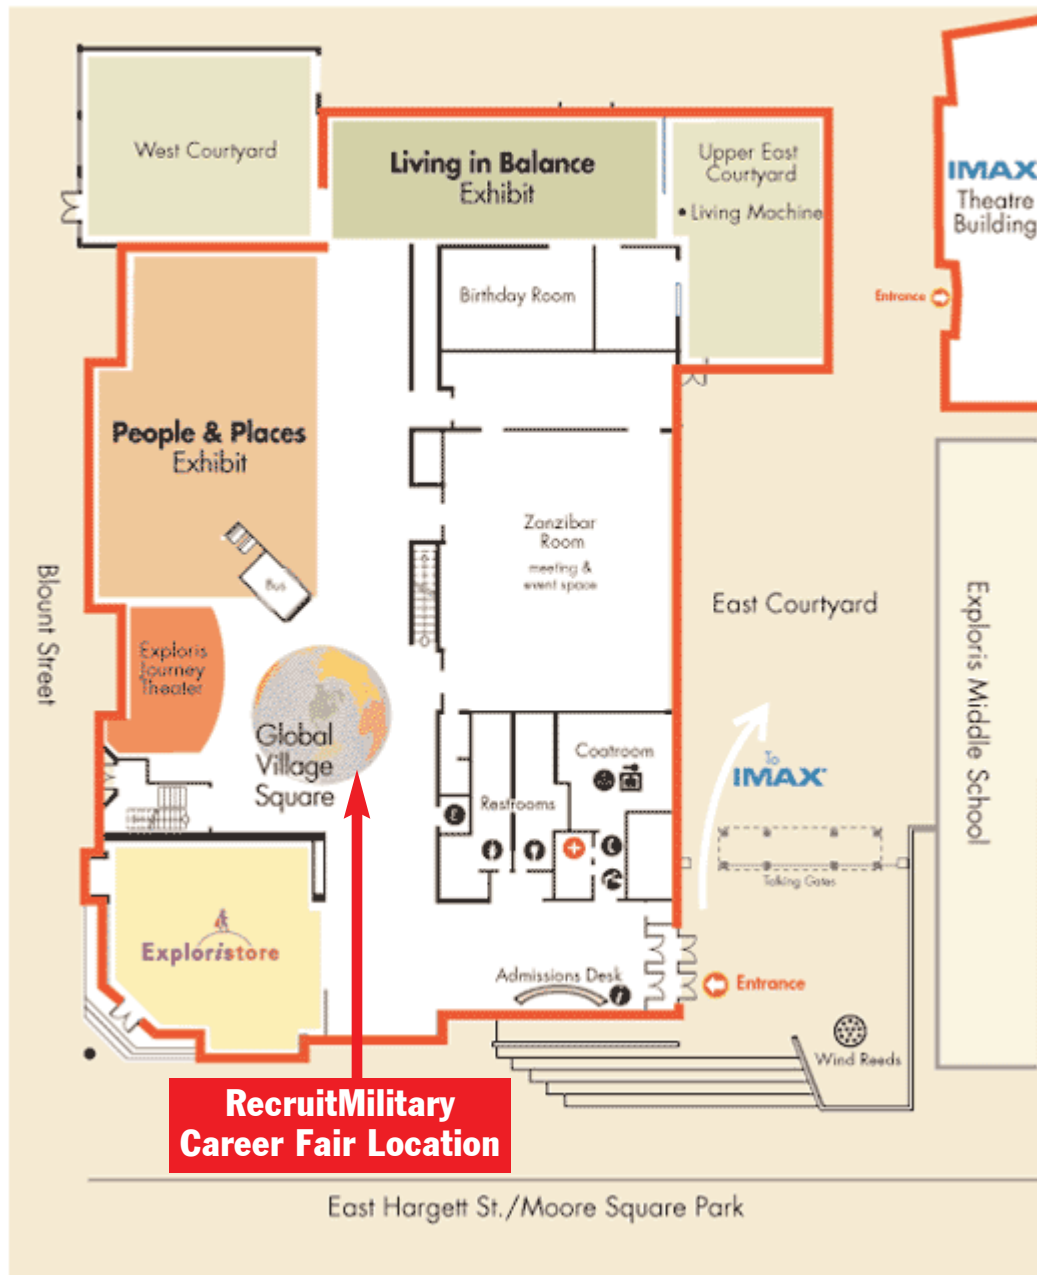 West Courtyard
Living in Balance
Exhibit
Upper East
Courtyard
• Living Machine
IMAX
Theatre
Building
Birthday Room
Entrance
People & Places
Exhibit
Zanzibar
Room
meeting &
event space
Bus
Blount Street
East Courtyard
Exploris Middle School
Exploris
Journey
Theater
Global
Village
Square
Coatroom
To
IMAX
Restrooms
Talking Gates
Exploristore
Admissions Desk
Entrance
Wind Reeds
RecruitMilitary
Career Fair Location
East Hargett St./Moore Square Park